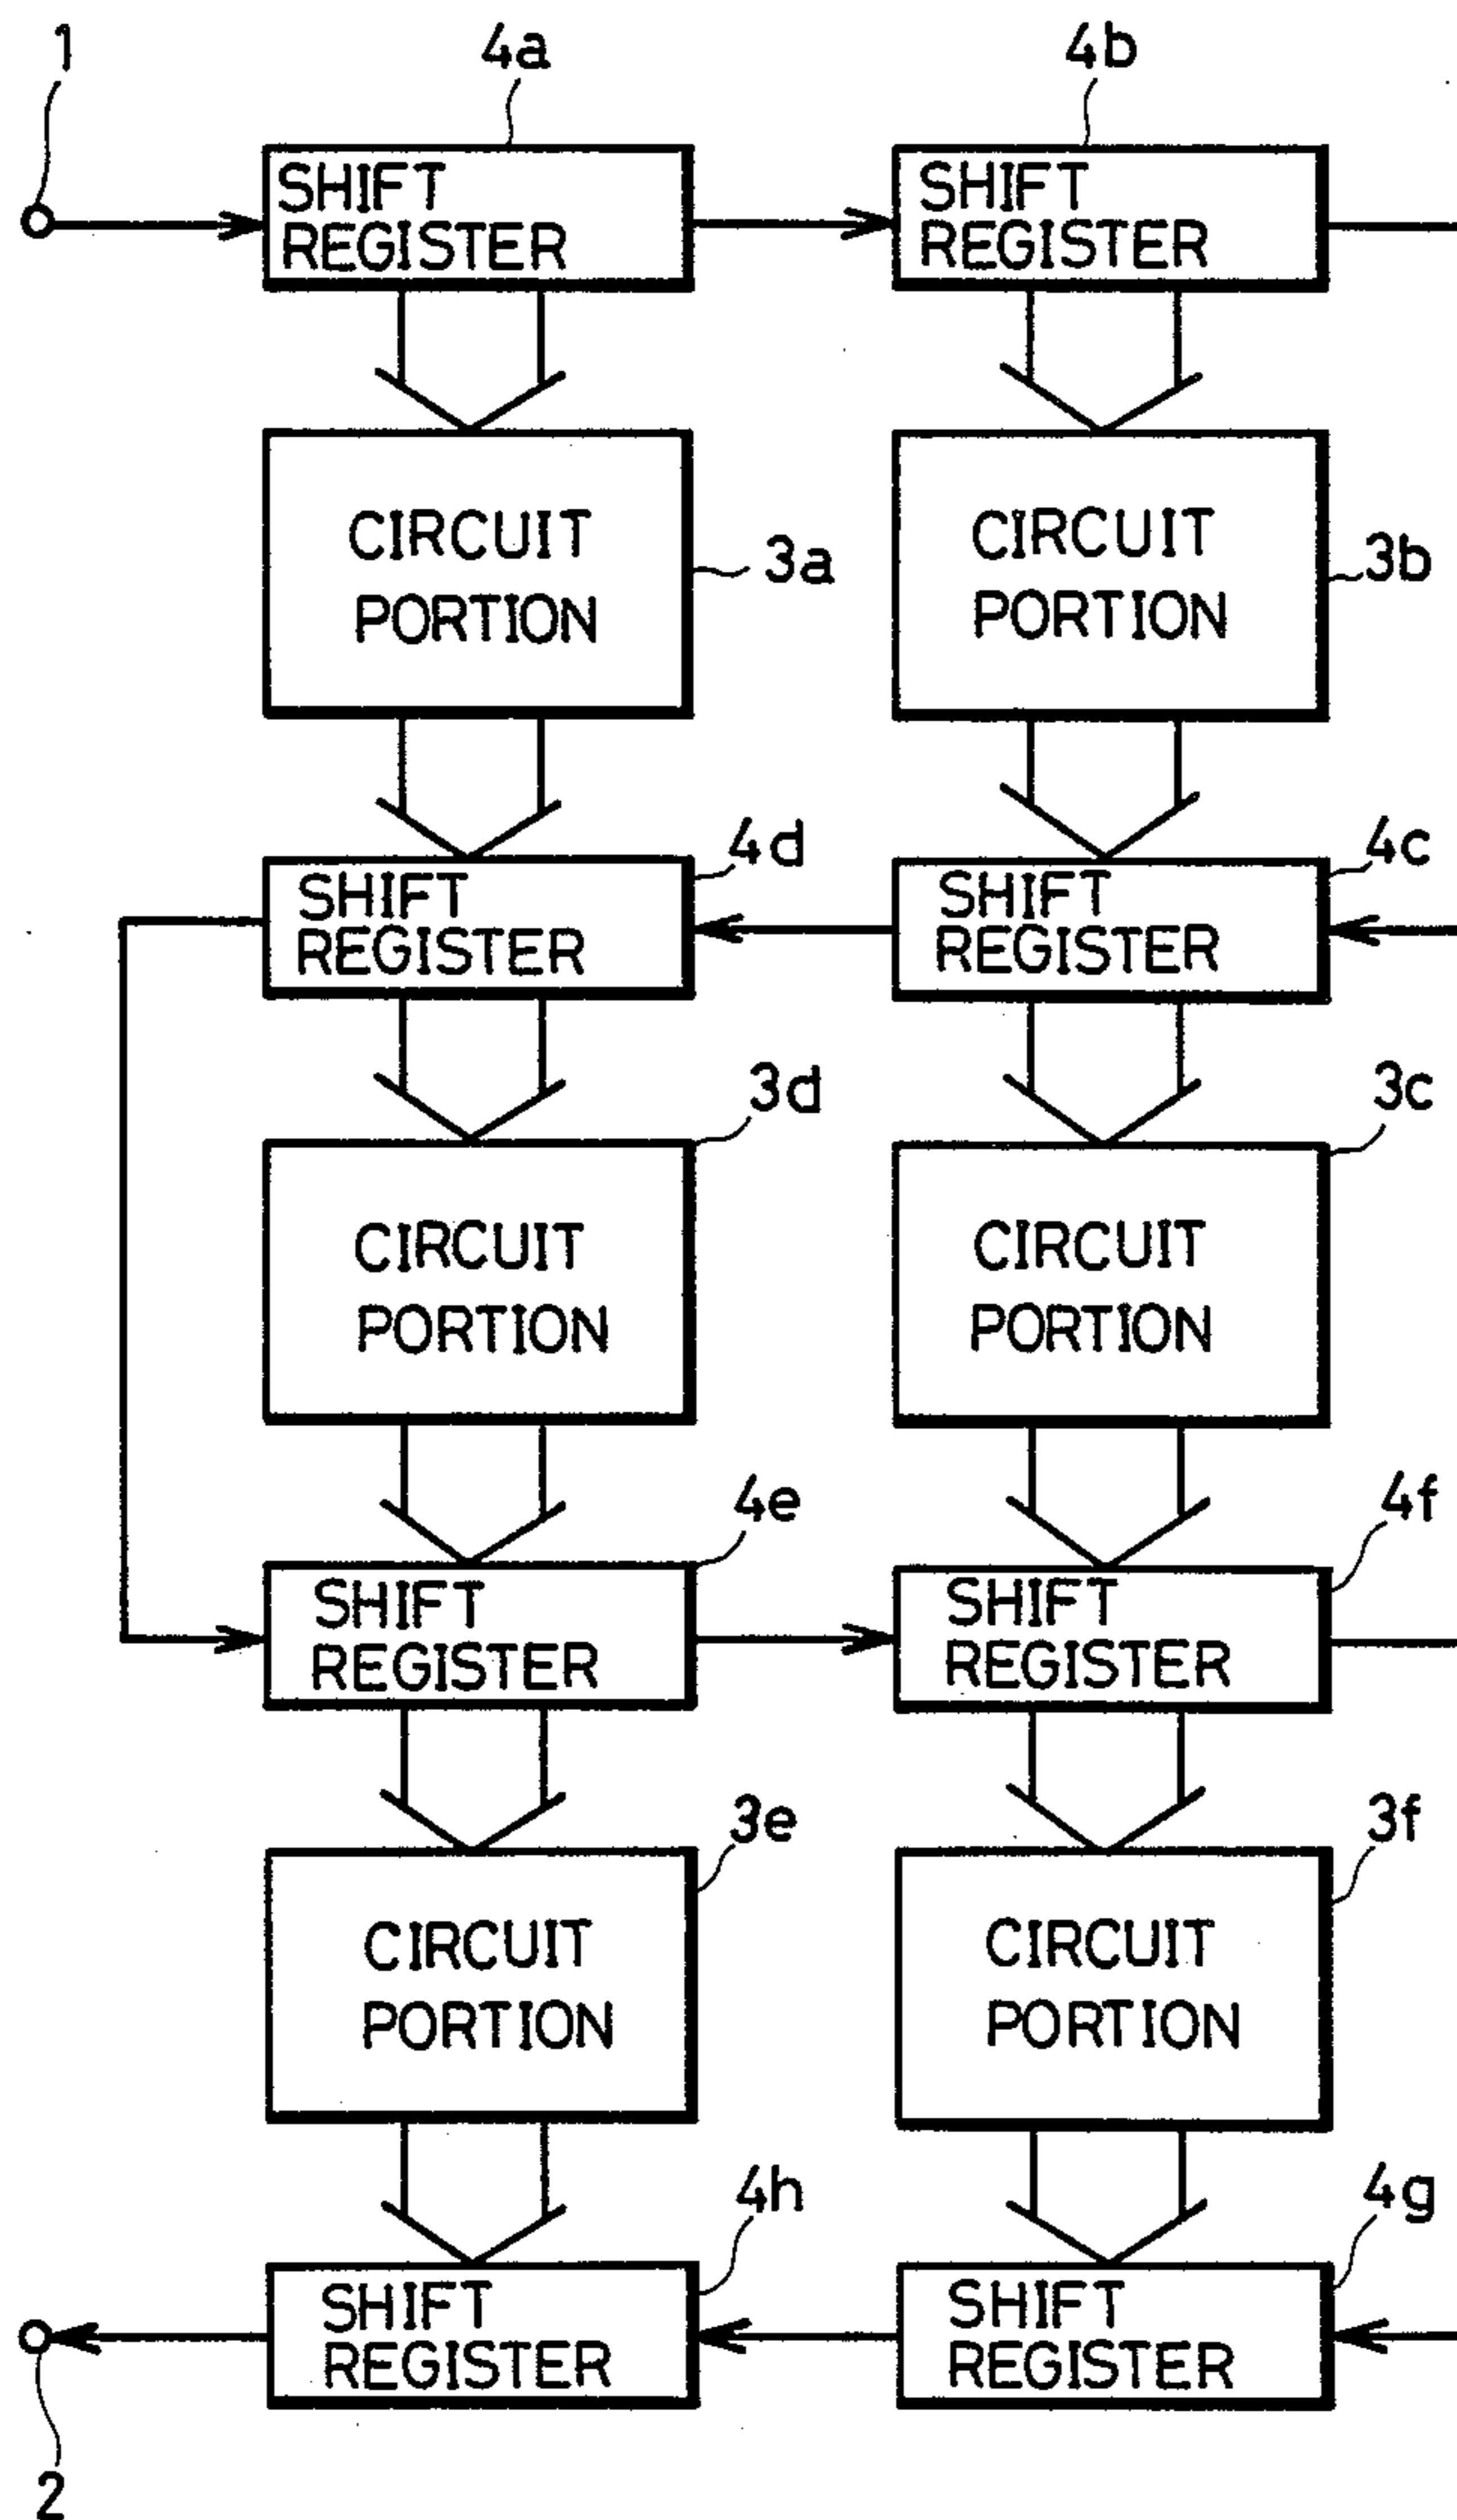 1
4a
4b
SHIFT
REGISTER
SHIFT
REGISTER
CIRCUIT
PORTION
3a
CIRCUIT
PORTION
3b
4d
4c
SHIFT
REGISTER
SHIFT
REGISTER
3d
3c
CIRCUIT
PORTION
CIRCUIT
PORTION
4e
4f
SHIFT
REGISTER
SHIFT
REGISTER
3e
3f
CIRCUIT
PORTION
CIRCUIT
PORTION
4h
4g
SHIFT
REGISTER
SHIFT
REGISTER
2